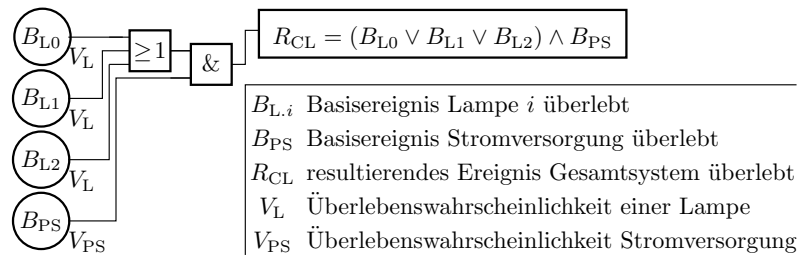 B_L0 V_L ≥1 & R_CL = (B_L0 ∨ B_L1 ∨ B_L2) ∧ B_PS
B_L1 V_L
B_L2 V_L
B_PS V_PS
B_L.i Basisereignis Lampe i überlebt
B_PS Basisereignis Stromversorgung überlebt
R_CL resultierendes Ereignis Gesamtsystem überlebt
V_L Überlebenswahrscheinlichkeit einer Lampe
V_PS Überlebenswahrscheinlichkeit Stromversorgung